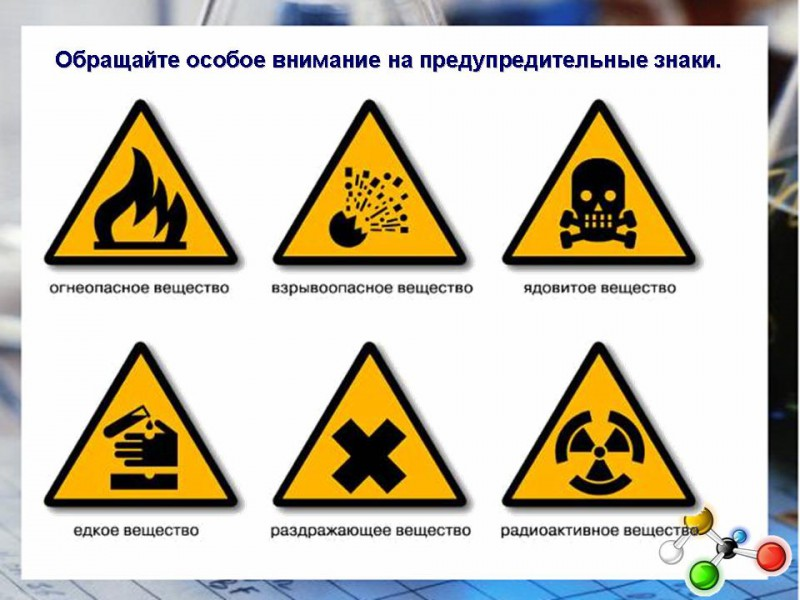 Обращайте особое внимание на предупредительные знаки.
огнеопасное вещество
взрывоопасное вещество
ядовитое вещество
едкое вещество
раздражающее вещество
радиоактивное вещество